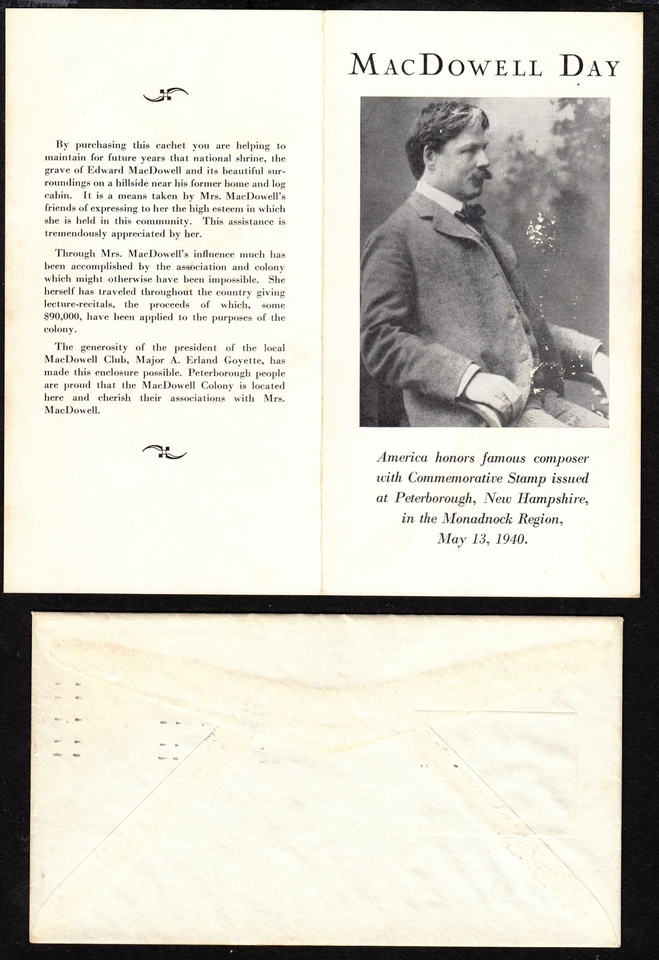 By purchasing this cachet you are helping to
maintain for future years that national shrine, the
grave of Edward MacDowell and its beautiful sur-
roundings on a hillside near his former home and log
cabin. It is a means taken by Mrs. MacDowell's
friends of expressing to her the high esteem in which
she is held in this community. This assistance is
tremendously appreciated by her.
Through Mrs. MacDowell's influence much has
been accomplished by the association and colony
which might otherwise have been impossible. She
herself has traveled throughout the country giving
lecture-recitals, the proceeds of which, some
$90,000, have been applied to the purposes of the
colony.
The generosity of the president of the local
MacDowell Club, Major A. Erland Goyette, has
made this enclosure possible. Peterborough people
are proud that the MacDowell Colony is located
here and cherish their associations with Mrs.
MacDowell.
MACDOWELL DAY
America honors famous composer
with Commemorative Stamp issued
at Peterborough, New Hampshire,
in the Monadnock Region,
May 13, 1940.